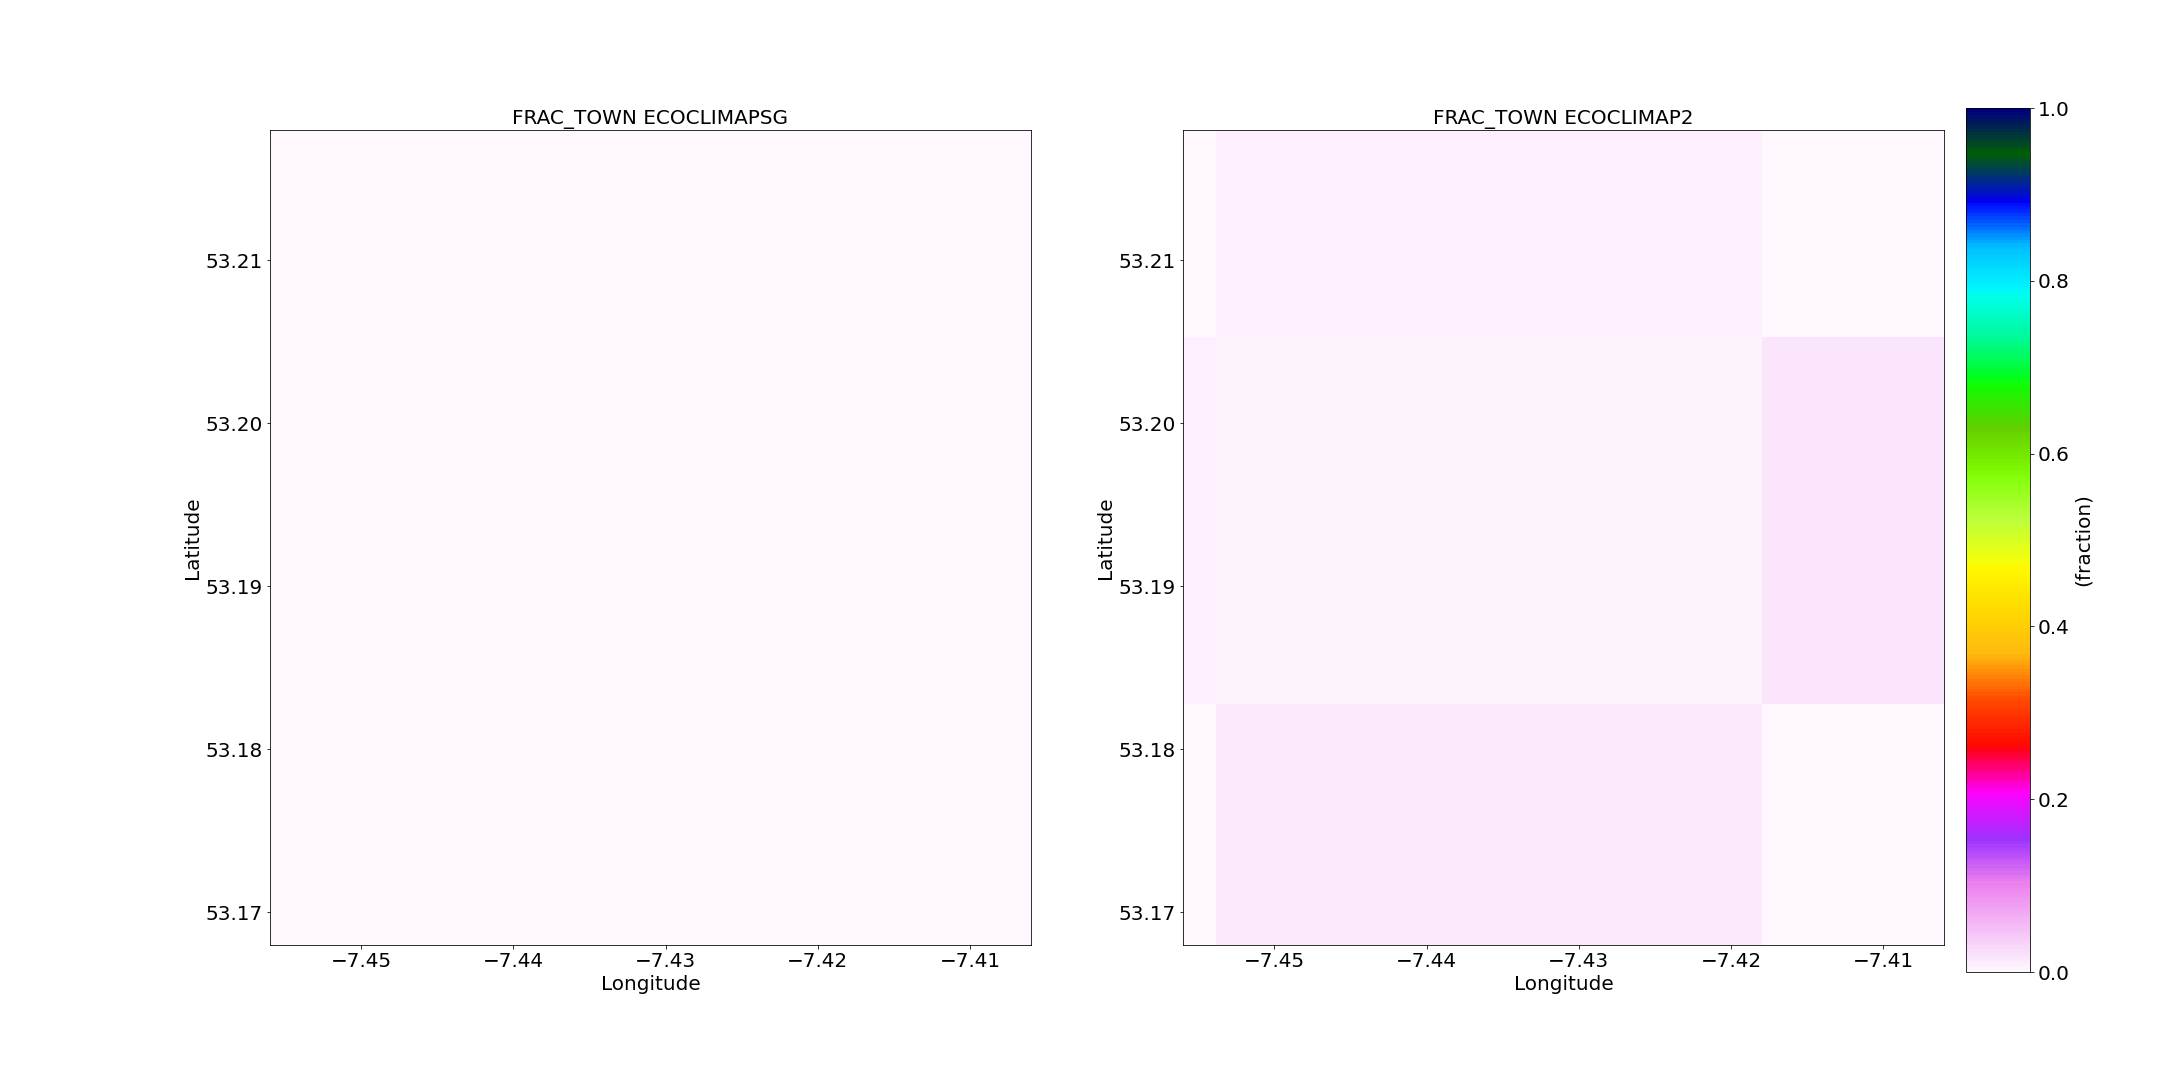 FRAC_TOWN ECOCLIMAPSG
53.21
53.20
53.19
53.18
53.17
Latitude
−7.45 −7.44 −7.43 −7.42 −7.41
Longitude
FRAC_TOWN ECOCLIMAP2
53.21
53.20
53.19
53.18
53.17
Latitude
−7.45 −7.44 −7.43 −7.42 −7.41
Longitude
1.0
0.8
0.6
0.4
0.2
0.0
(fraction)